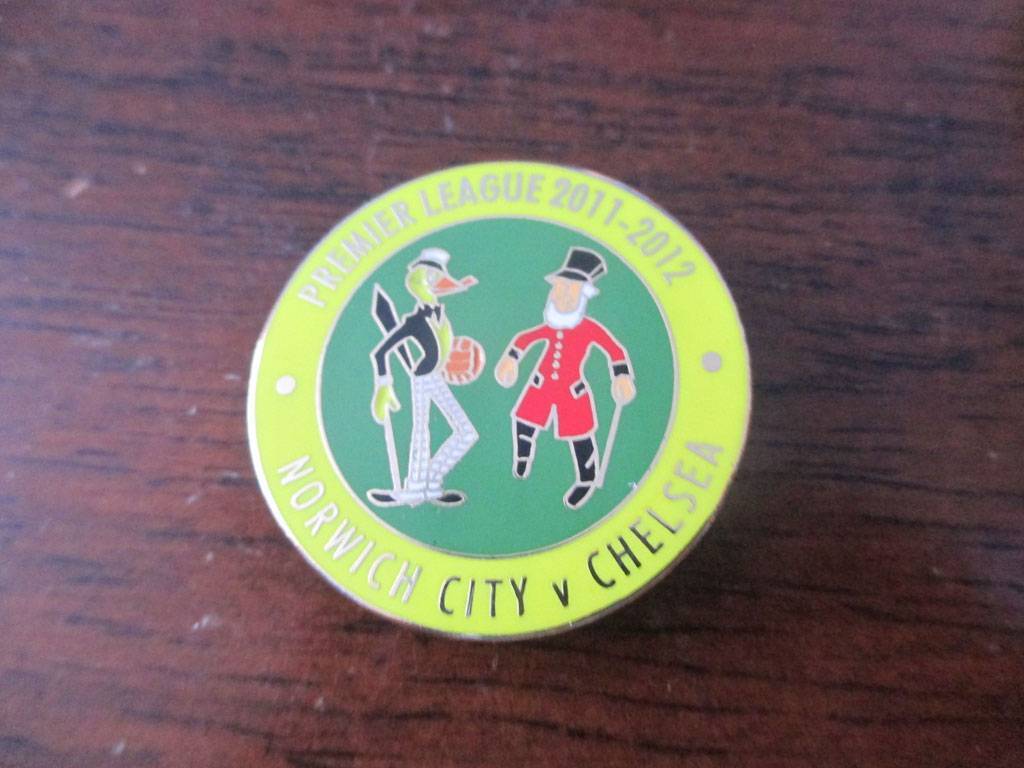 PREMIER LEAGUE 2011-2012
NORWICH CITY v CHELSEA